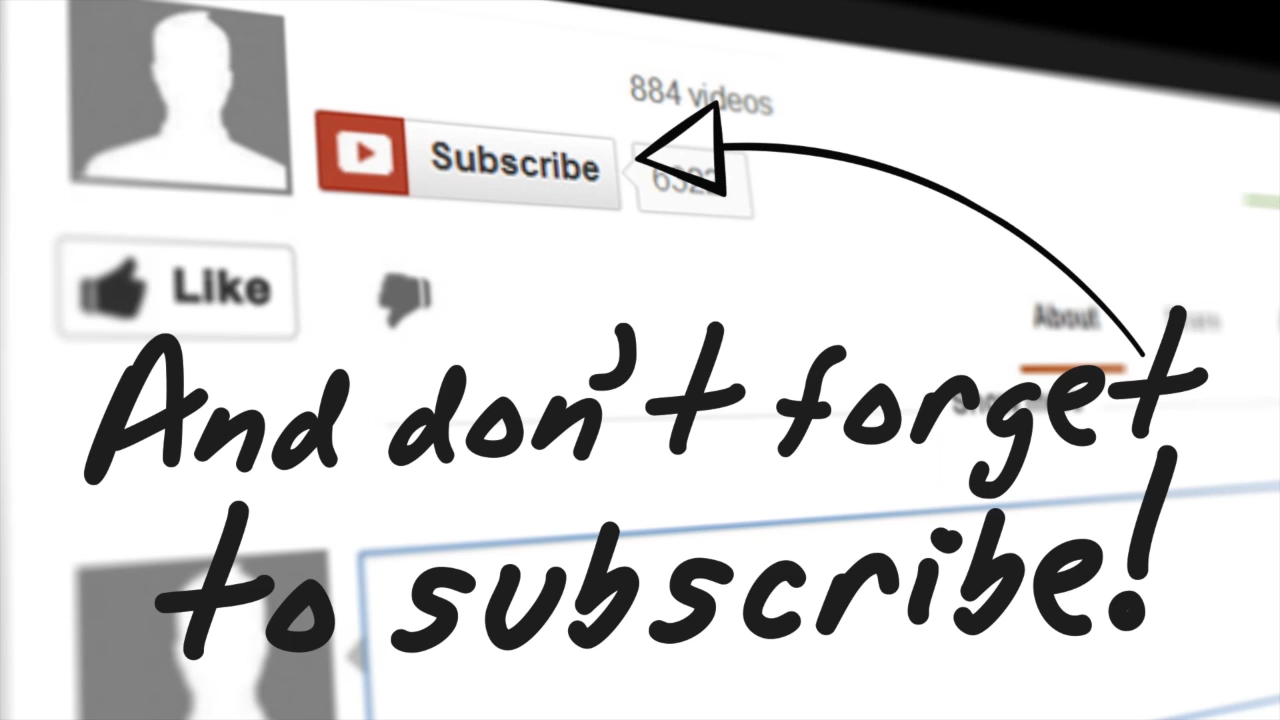 884 videos
Subscribe
Like
About
And don't forget
to subscribe!